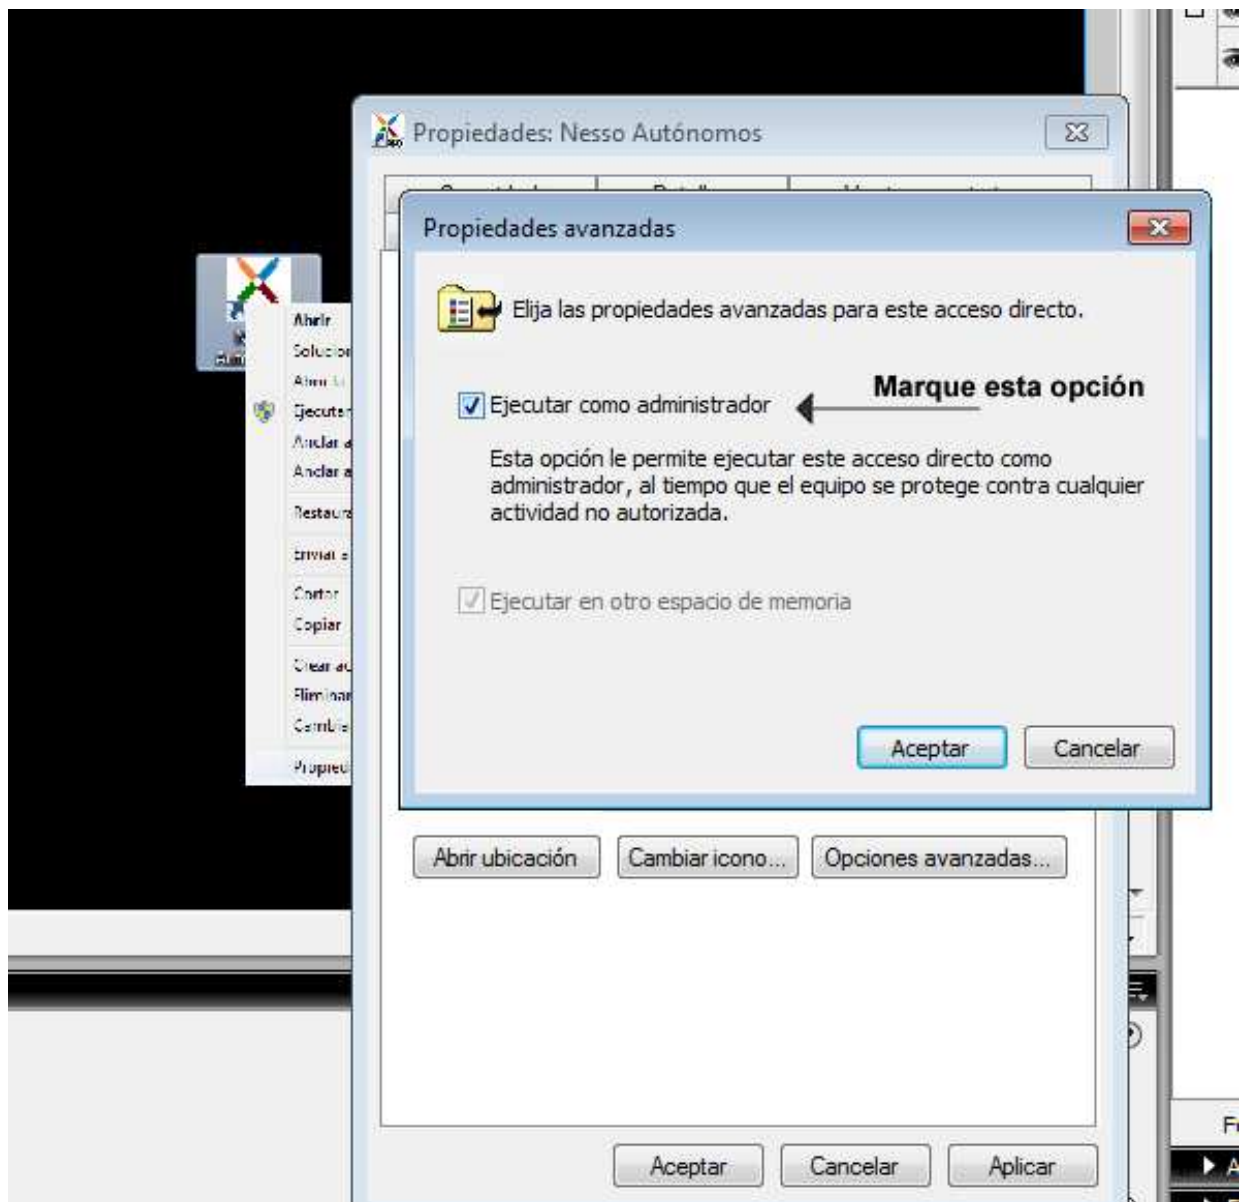 Propiedades: Nesso Autónomos
Propiedades avanzadas
Elija las propiedades avanzadas para este acceso directo.
Marque esta opción
Ejecutar como administrador
Esta opción le permite ejecutar este acceso directo como
administrador, al tiempo que el equipo se protege contra cualquier
actividad no autorizada.
Ejecutar en otro espacio de memoria
Aceptar Cancelar
Abrir
Cortar
Copiar
Abrir ubicación Cambiar icono... Opciones avanzadas...
Aceptar Cancelar Aplicar